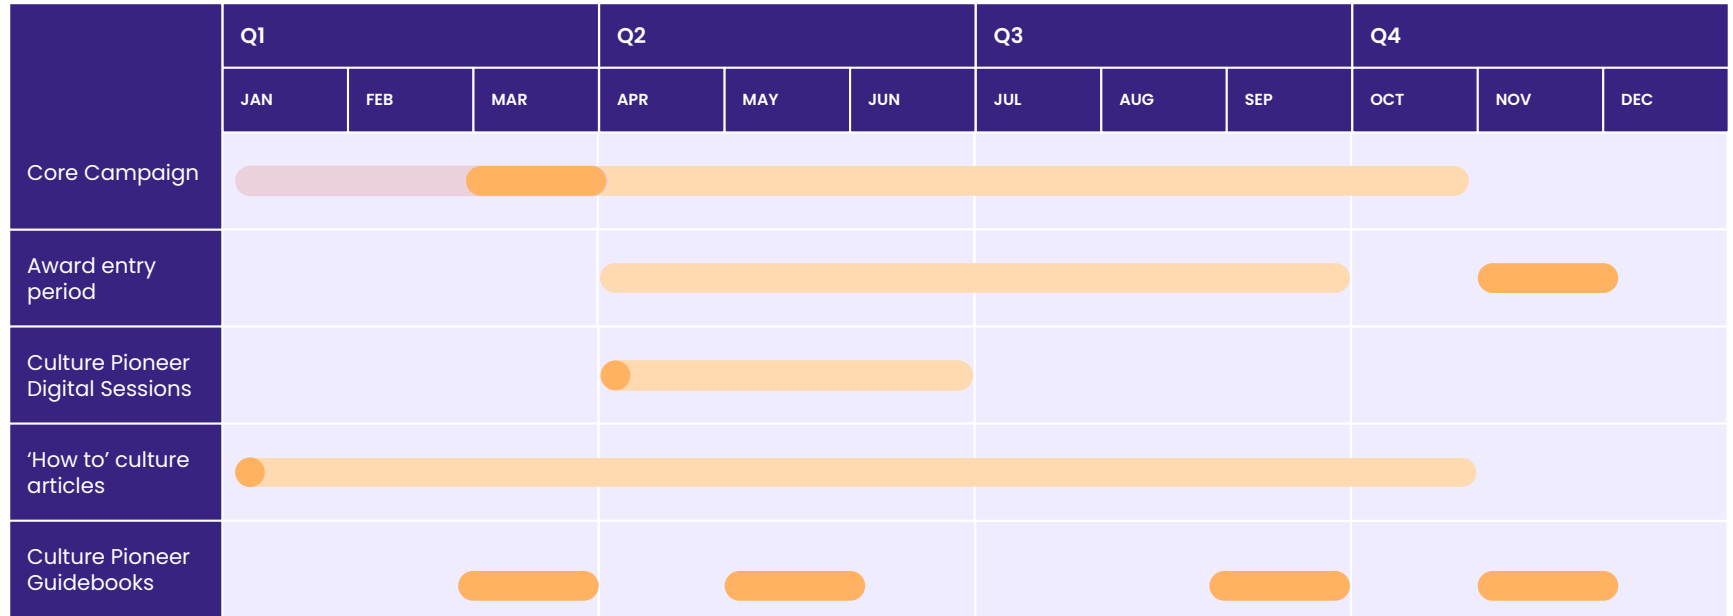 Q1
Q2
Q3
Q4
JAN
FEB
MAR
APR
MAY
JUN
JUL
AUG
SEP
OCT
NOV
DEC
Core Campaign
Award entry
period
Culture Pioneer
Digital Sessions
‘How to’ culture
articles
Culture Pioneer
Guidebooks